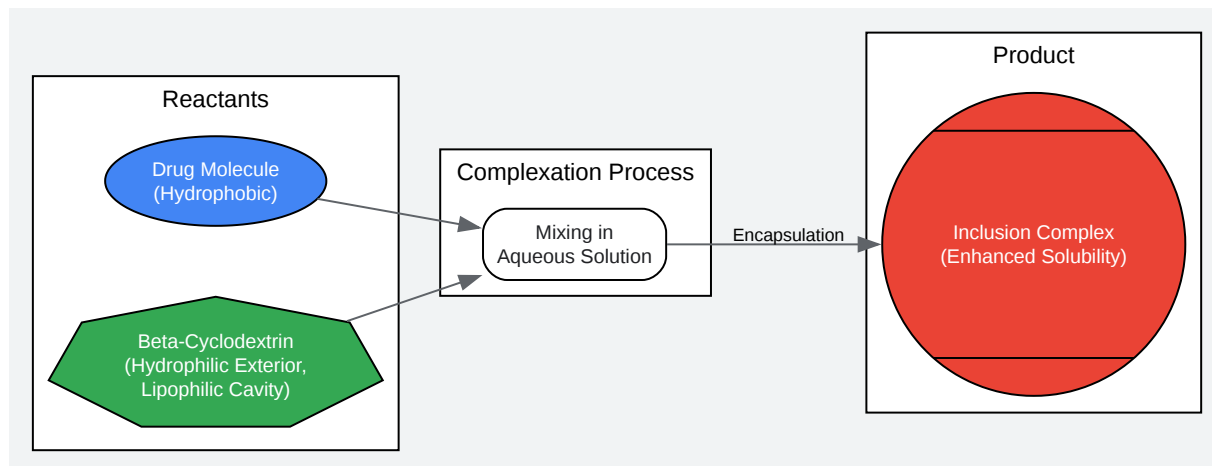 Reactants
Drug Molecule
(Hydrophobic)
Beta-Cyclodextrin
(Hydrophilic Exterior,
Lipophilic Cavity)
Complexation Process
Mixing in
Aqueous Solution
Encapsulation
Product
Inclusion Complex
(Enhanced Solubility)